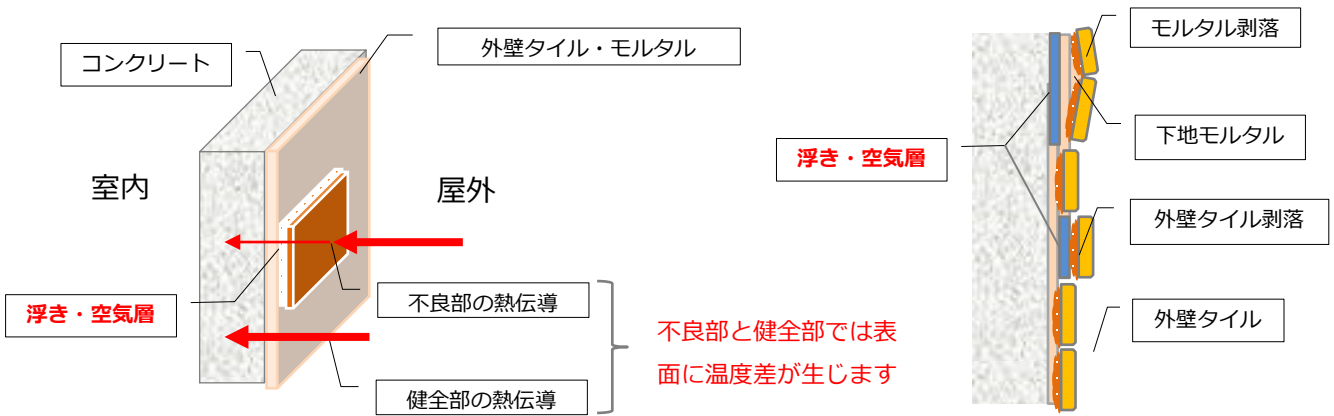 コンクリート
外壁タイル・モルタル
室内
屋外
浮き・空気層
不良部の熱伝導
健全部の熱伝導
不良部と健全部では表
面に温度差が生じます
モルタル剥落
下地モルタル
浮き・空気層
外壁タイル剥落
外壁タイル